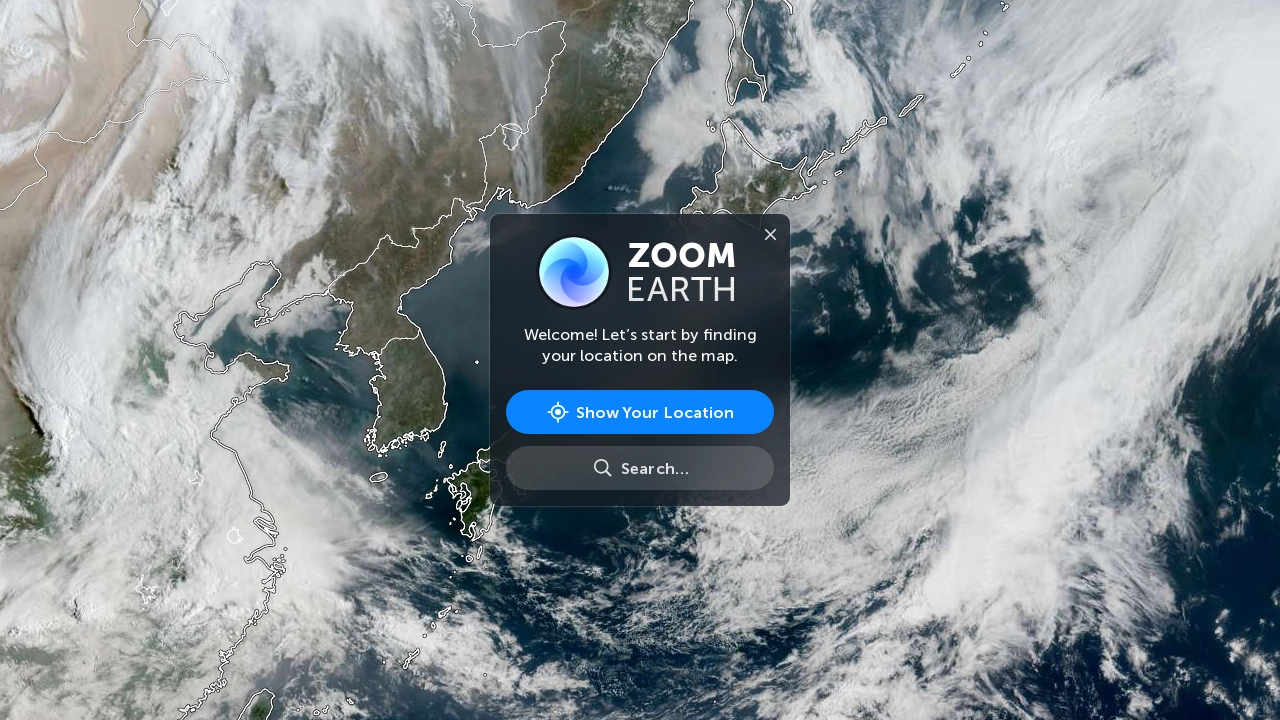 ZOOM
EARTH
Welcome! Let’s start by finding
your location on the map.
Show Your Location
Search…